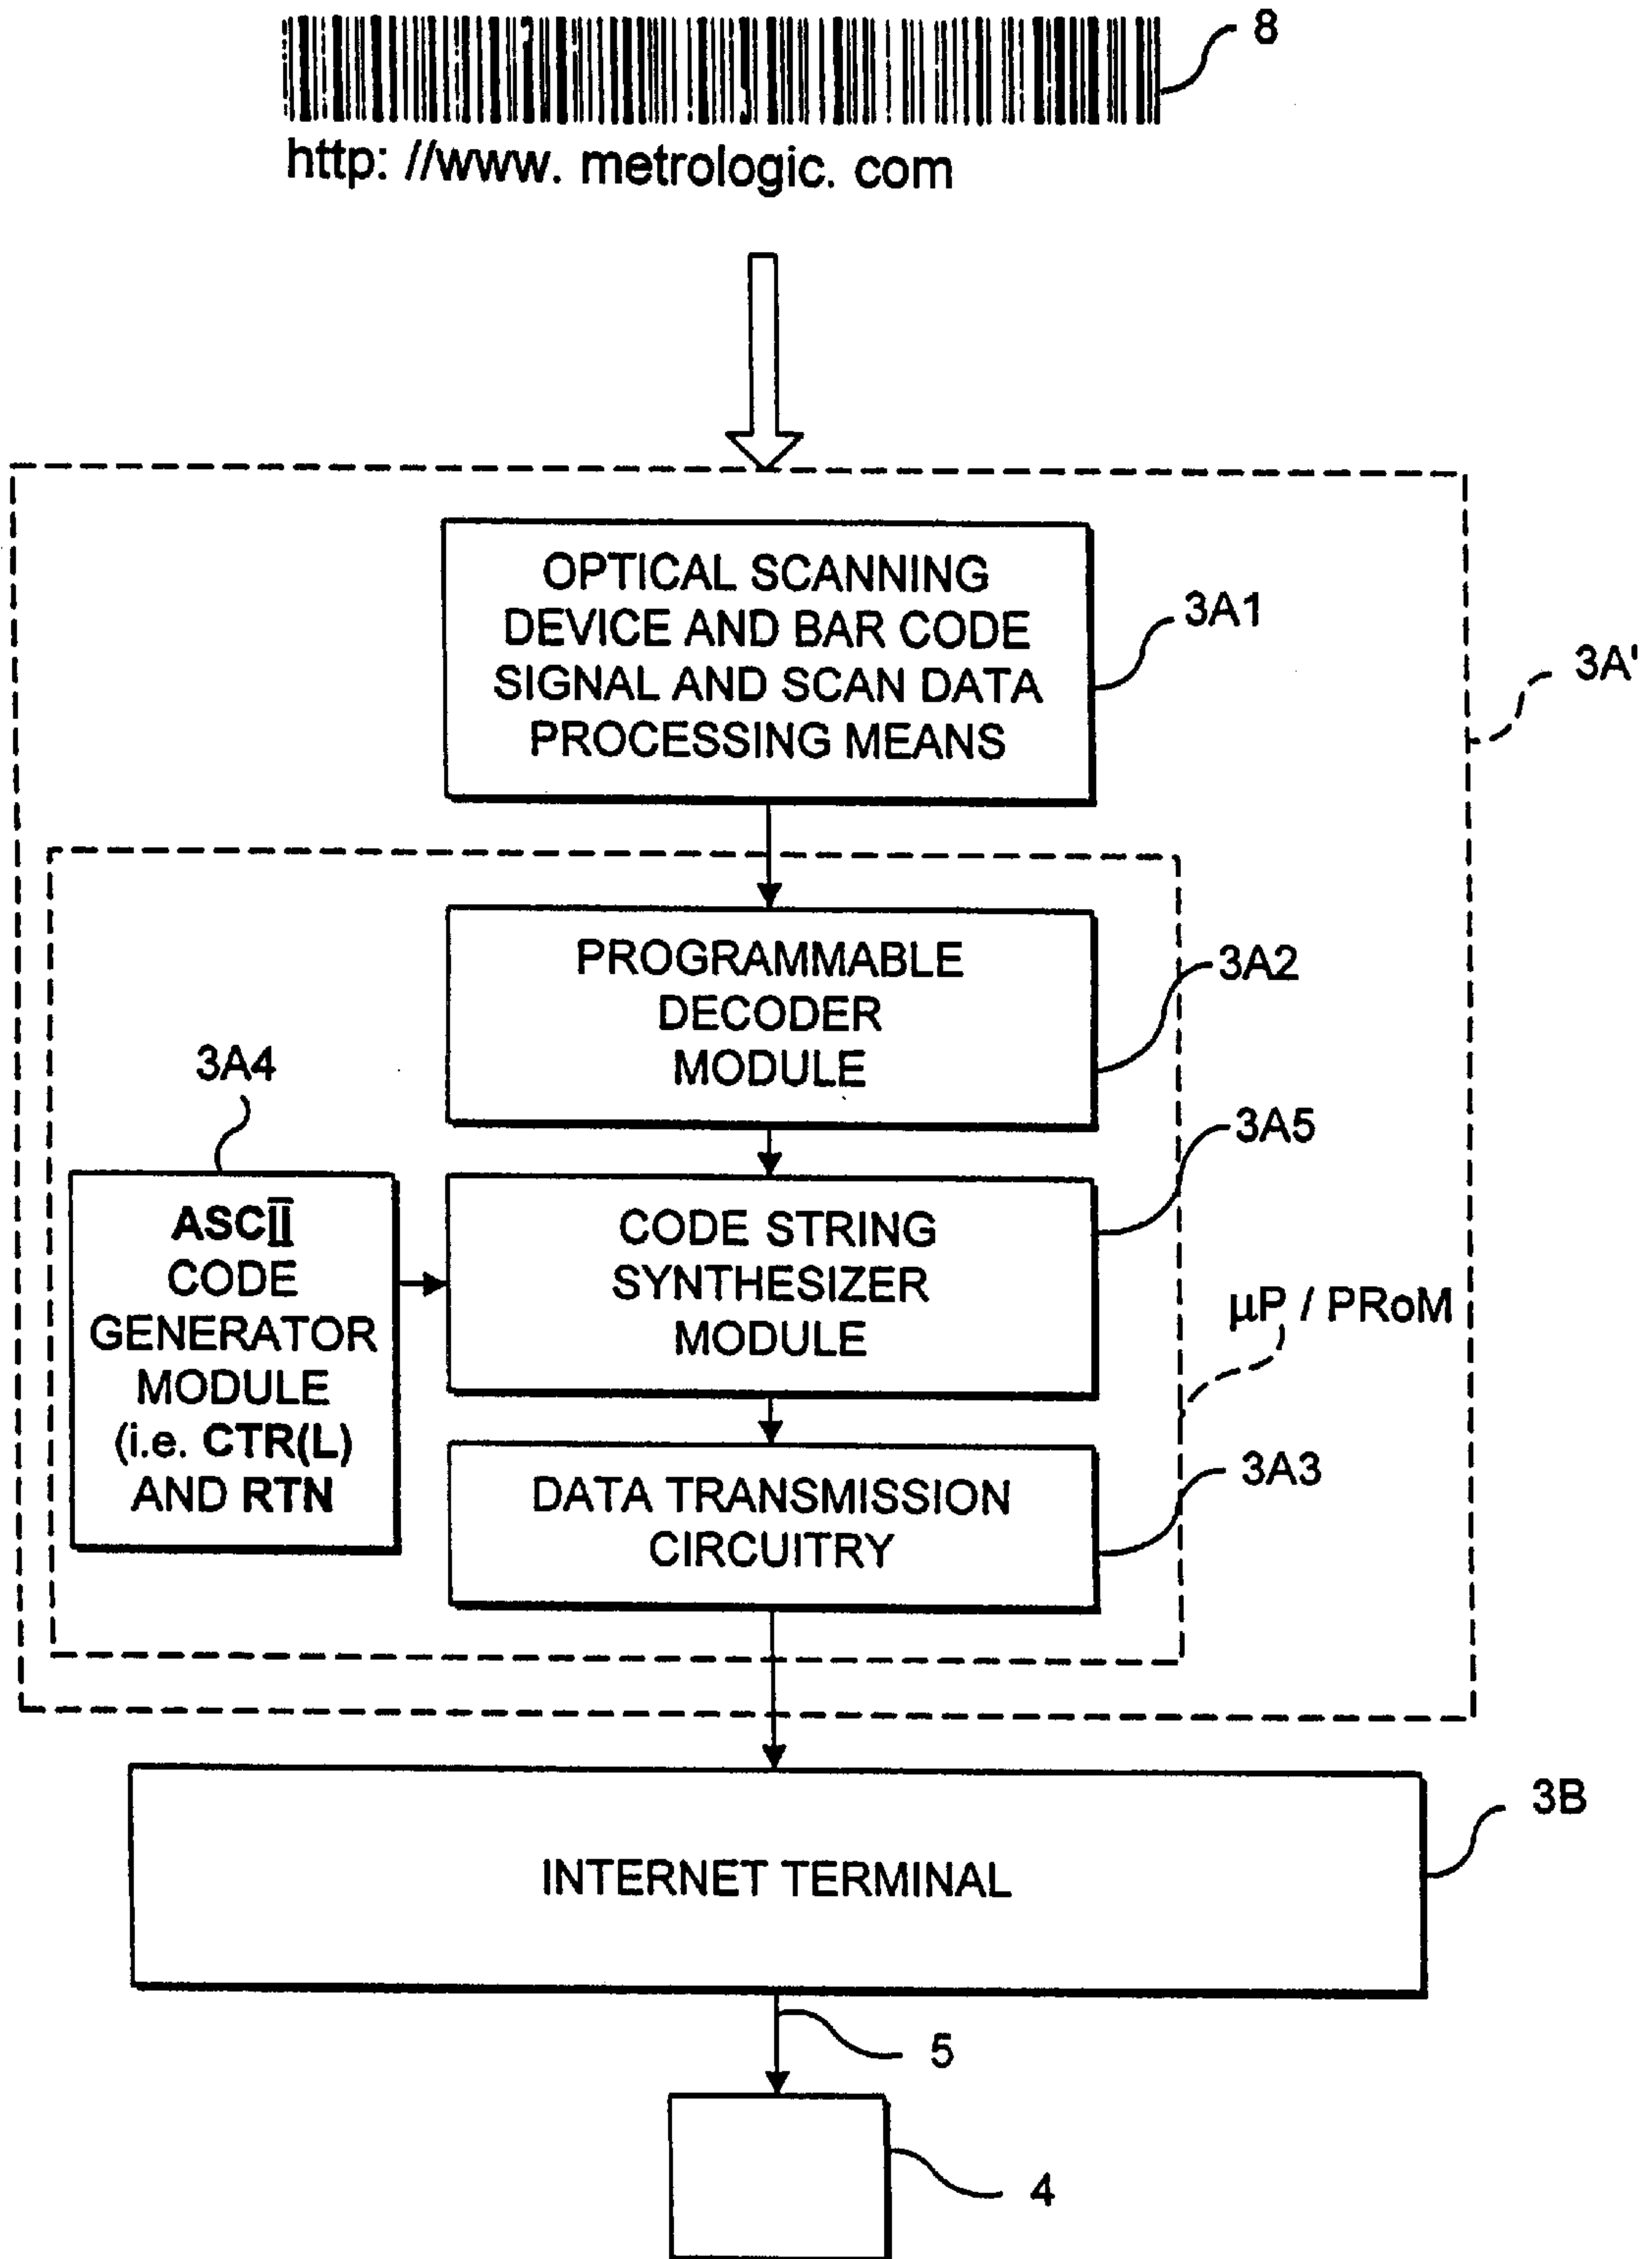 8
http: //www. metrologic. com
OPTICAL SCANNING
DEVICE AND BAR CODE
SIGNAL AND SCAN DATA
PROCESSING MEANS
3A1
3A'
PROGRAMMABLE
DECODER
MODULE
3A2
3A4
ASCII
CODE
GENERATOR
MODULE
(i.e. CTR(L)
AND RTN
CODE STRING
SYNTHESIZER
MODULE
3A5
µP / PRoM
DATA TRANSMISSION
CIRCUITRY
3A3
INTERNET TERMINAL
3B
5
4